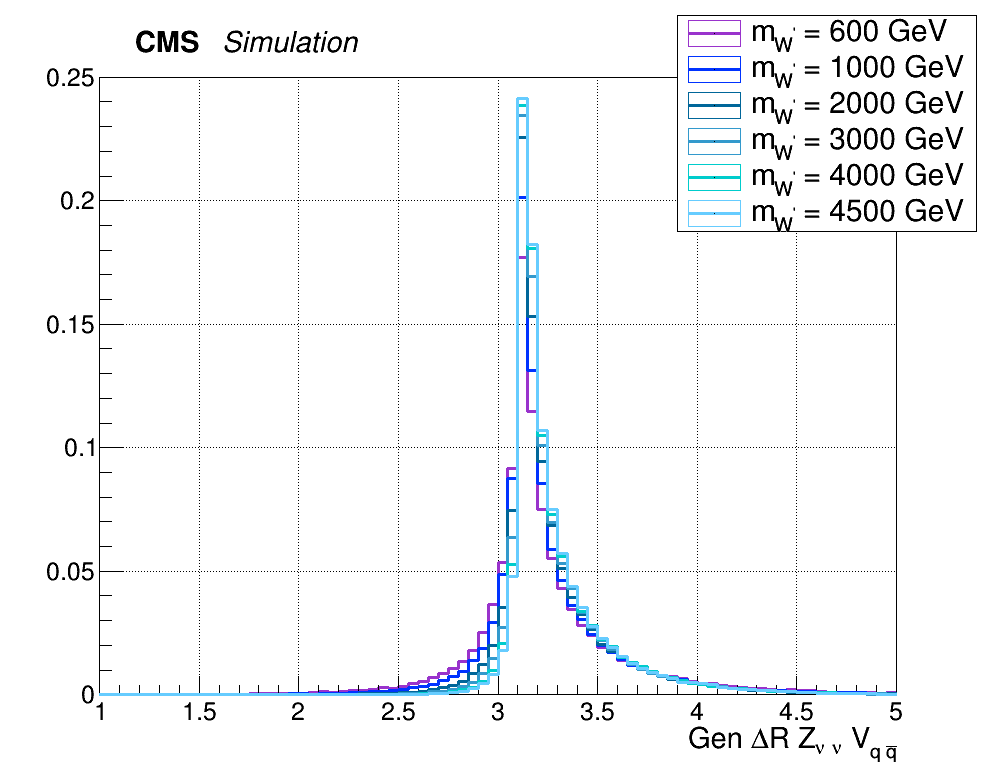 CMS Simulation
m_W' = 600 GeV
m_W' = 1000 GeV
m_W' = 2000 GeV
m_W' = 3000 GeV
m_W' = 4000 GeV
m_W' = 4500 GeV
0.25
0.2
0.15
0.1
0.05
0
1 1.5 2 2.5 3 3.5 4 4.5 5
Gen ΔR Z_ν ν V_q q̅